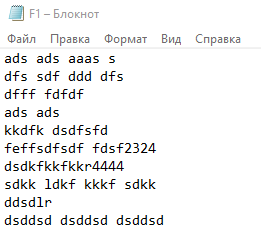 F1 – Блокнот
Файл Правка Формат Вид Справка
ads ads aaas s
dfs sdf ddd dfs
dfff fdfdf
ads ads
kkdfk dsdfsfd
feffsdfsdf fdsf2324
dsdkfkkfkkr4444
sdkk ldkf kkkf sdkk
ddsdlr
dsddsd dsddsd dsddsd